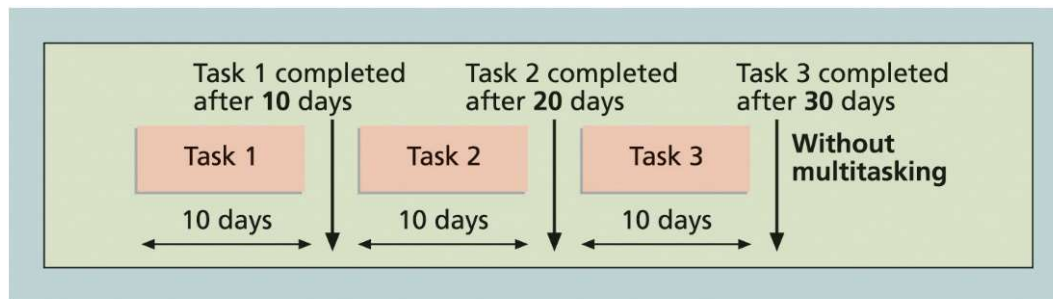 Task 1 completed
after 10 days
Task 2 completed
after 20 days
Task 3 completed
after 30 days
Task 1
Task 2
Task 3
Without
multitasking
10 days
10 days
10 days